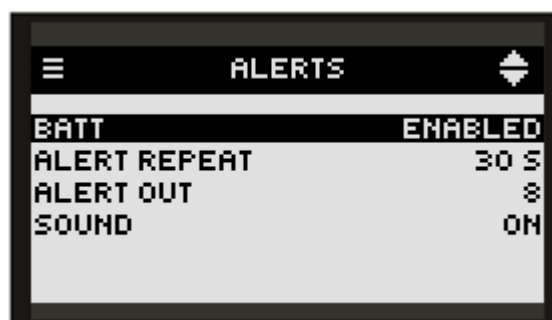 ALERTS
BATT ENABLED
ALERT REPEAT 30 S
ALERT OUT 8
SOUND ON